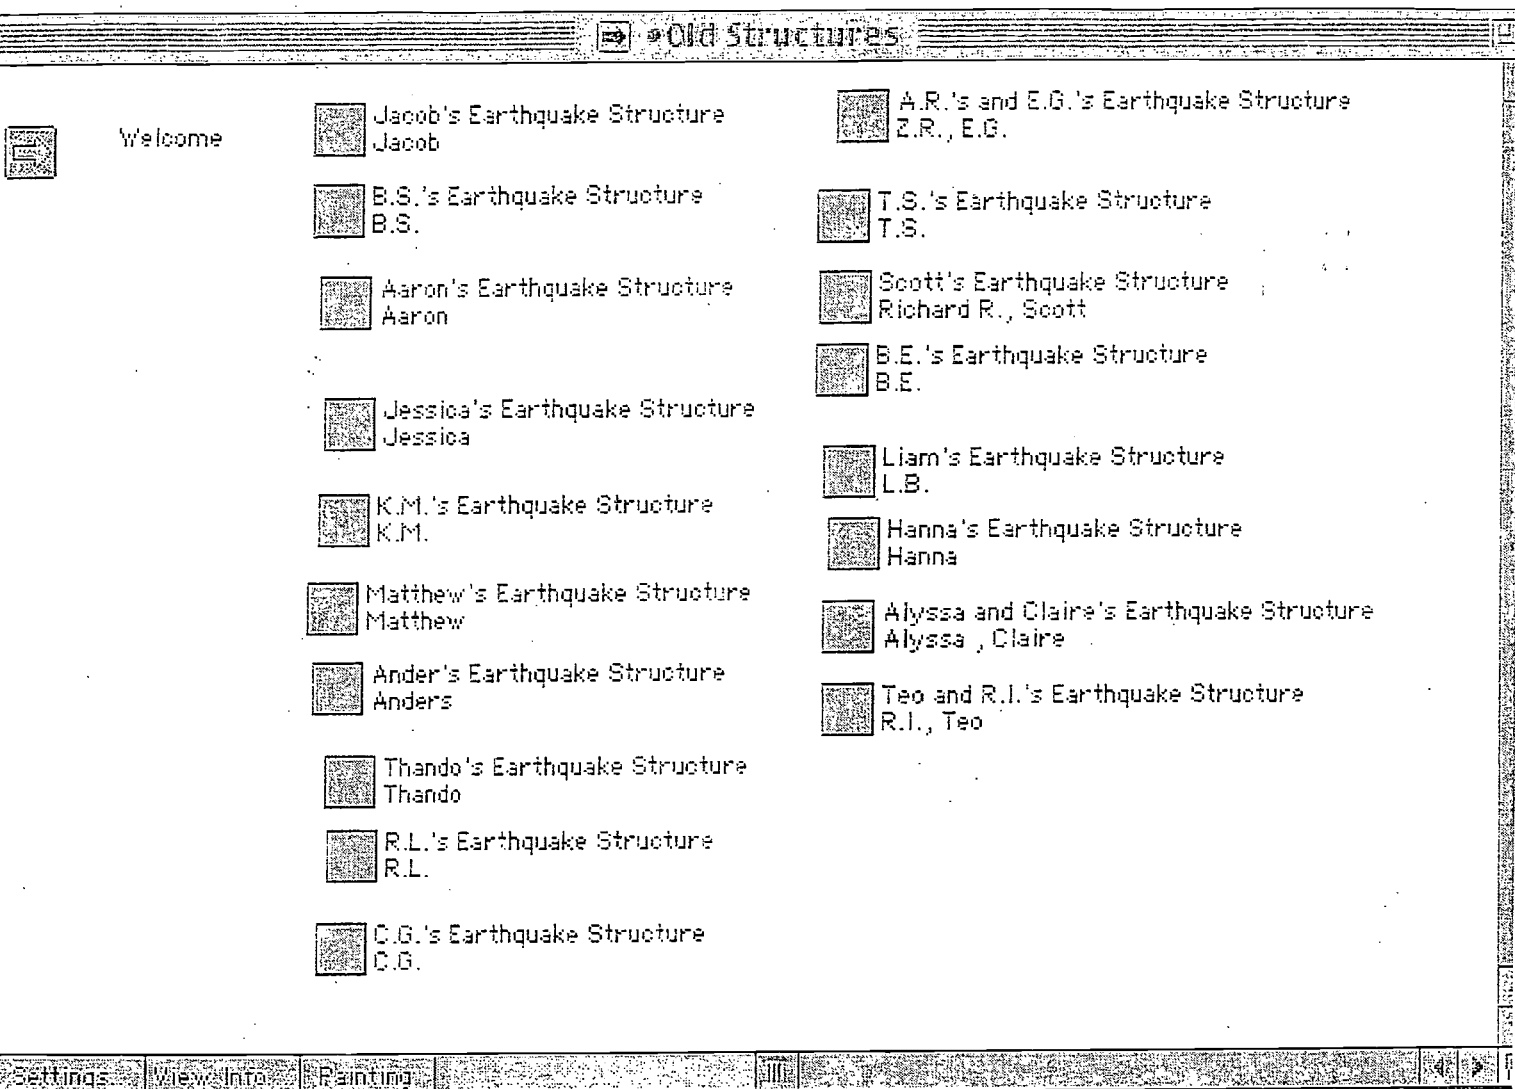 Old Structures
Welcome
Jacob's Earthquake Structure
Jacob
B.S.'s Earthquake Structure
B.S.
Aaron's Earthquake Structure
Aaron
Jessica's Earthquake Structure
Jessica
K.M.'s Earthquake Structure
K.M.
Matthew's Earthquake Structure
Matthew
Ander's Earthquake Structure
Anders
Thando's Earthquake Structure
Thando
R.L.'s Earthquake Structure
R.L.
C.G.'s Earthquake Structure
C.G.
A.R.'s and E.G.'s Earthquake Structure
Z.R., E.G.
T.S.'s Earthquake Structure
T.S.
Scott's Earthquake Structure
Richard R., Scott
B.E.'s Earthquake Structure
B.E.
Liam's Earthquake Structure
L.B.
Hanna's Earthquake Structure
Hanna
Alyssa and Claire's Earthquake Structure
Alyssa , Claire
Teo and R.I.'s Earthquake Structure
R.I., Teo
Settings View Info Painting